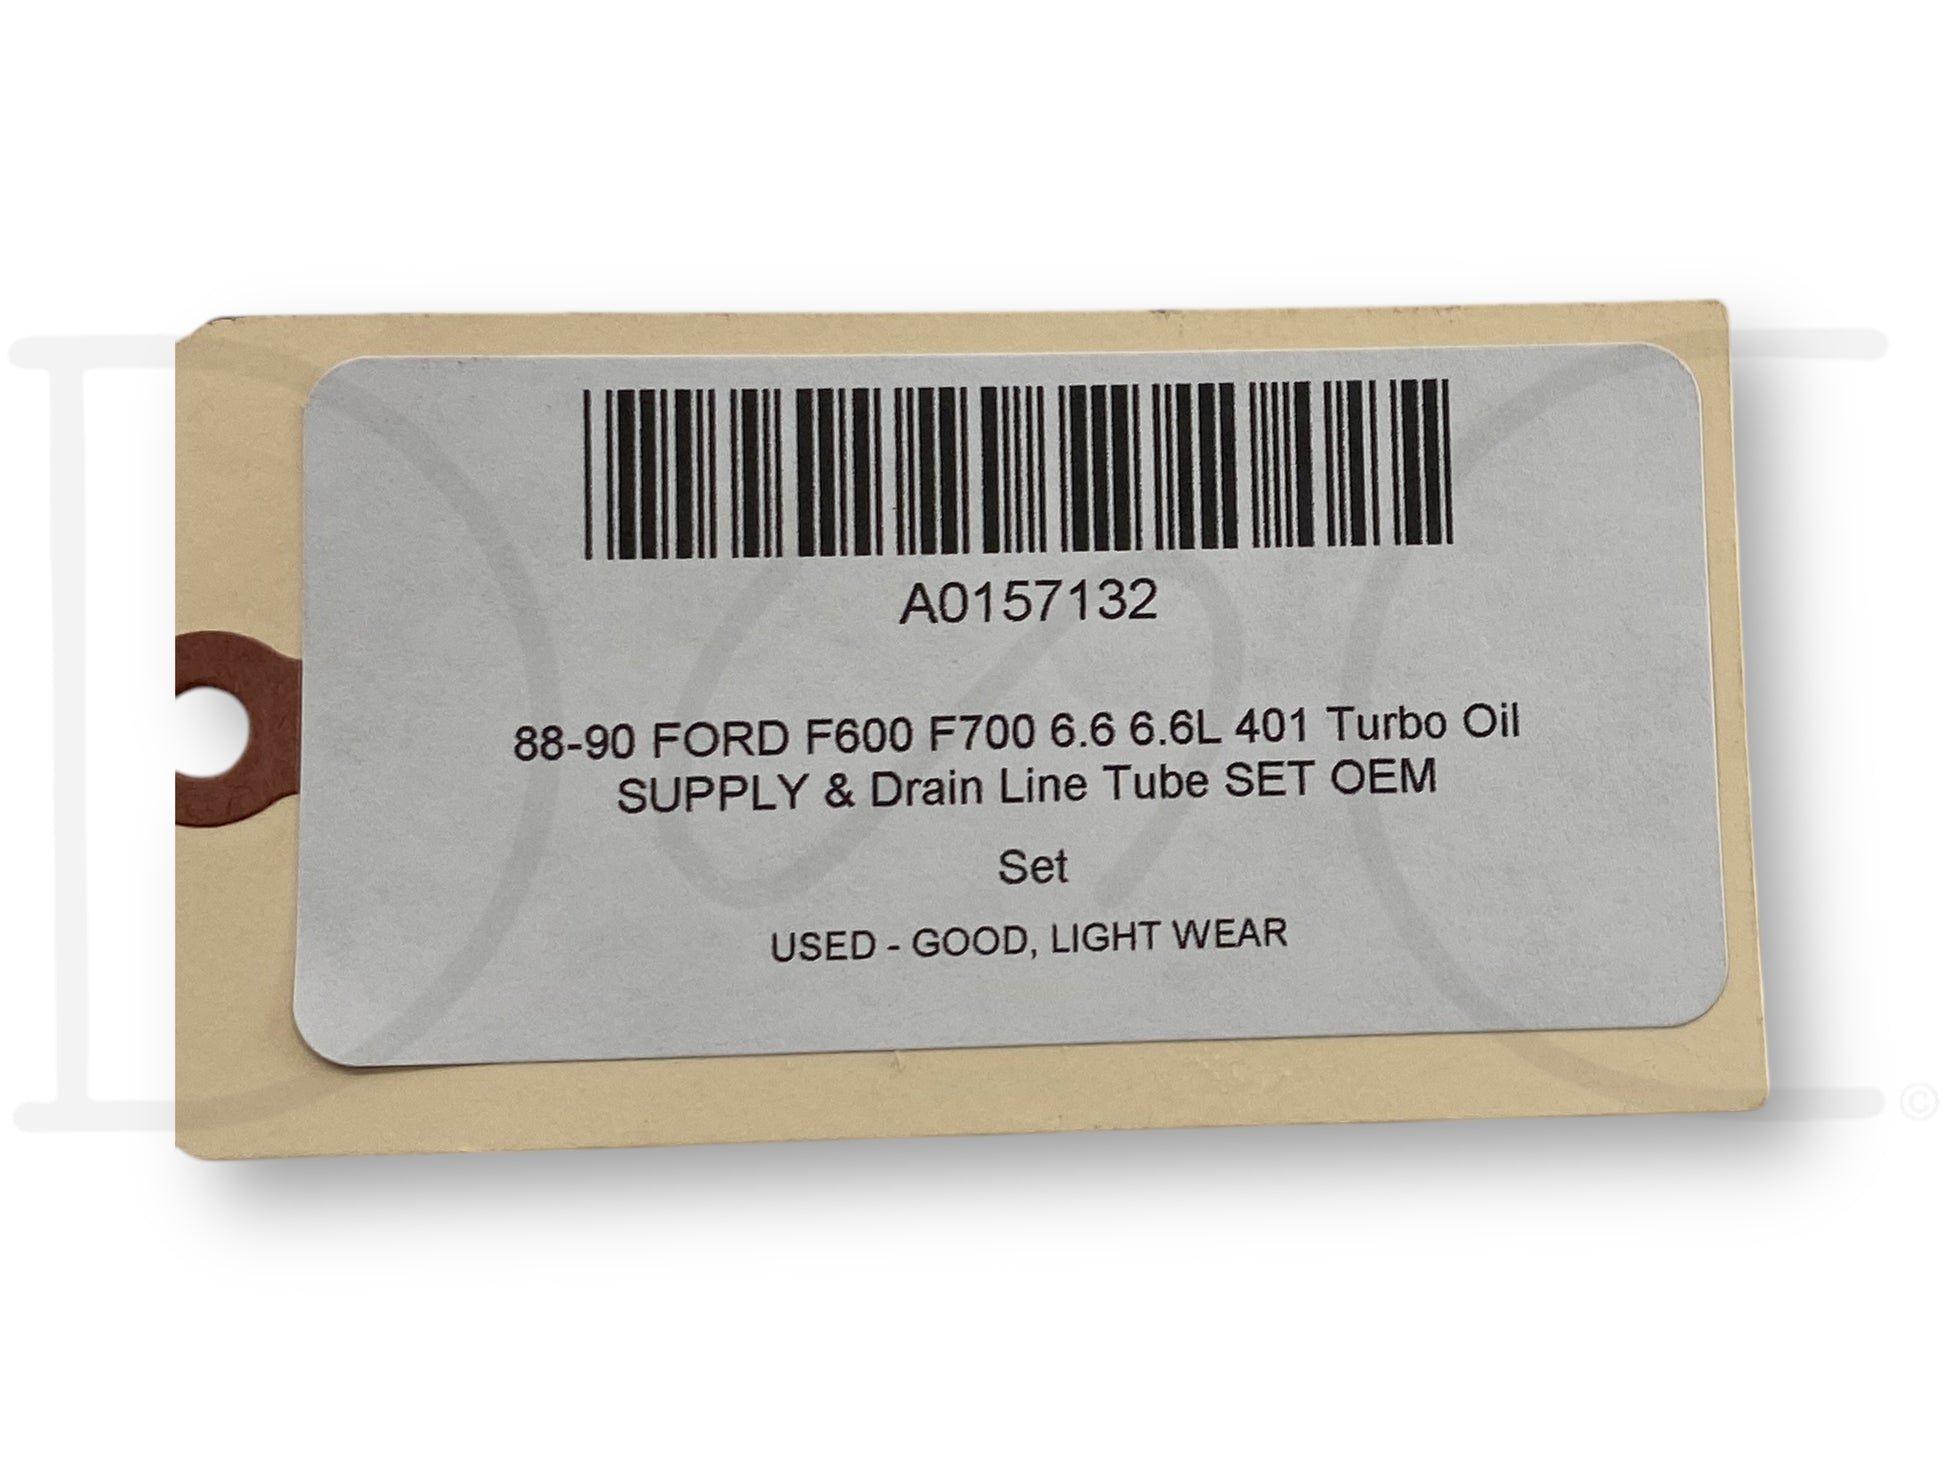 A0157132
88-90 FORD F600 F700 6.6 6.6L 401 Turbo Oil
SUPPLY & Drain Line Tube SET OEM
Set
USED - GOOD, LIGHT WEAR
©